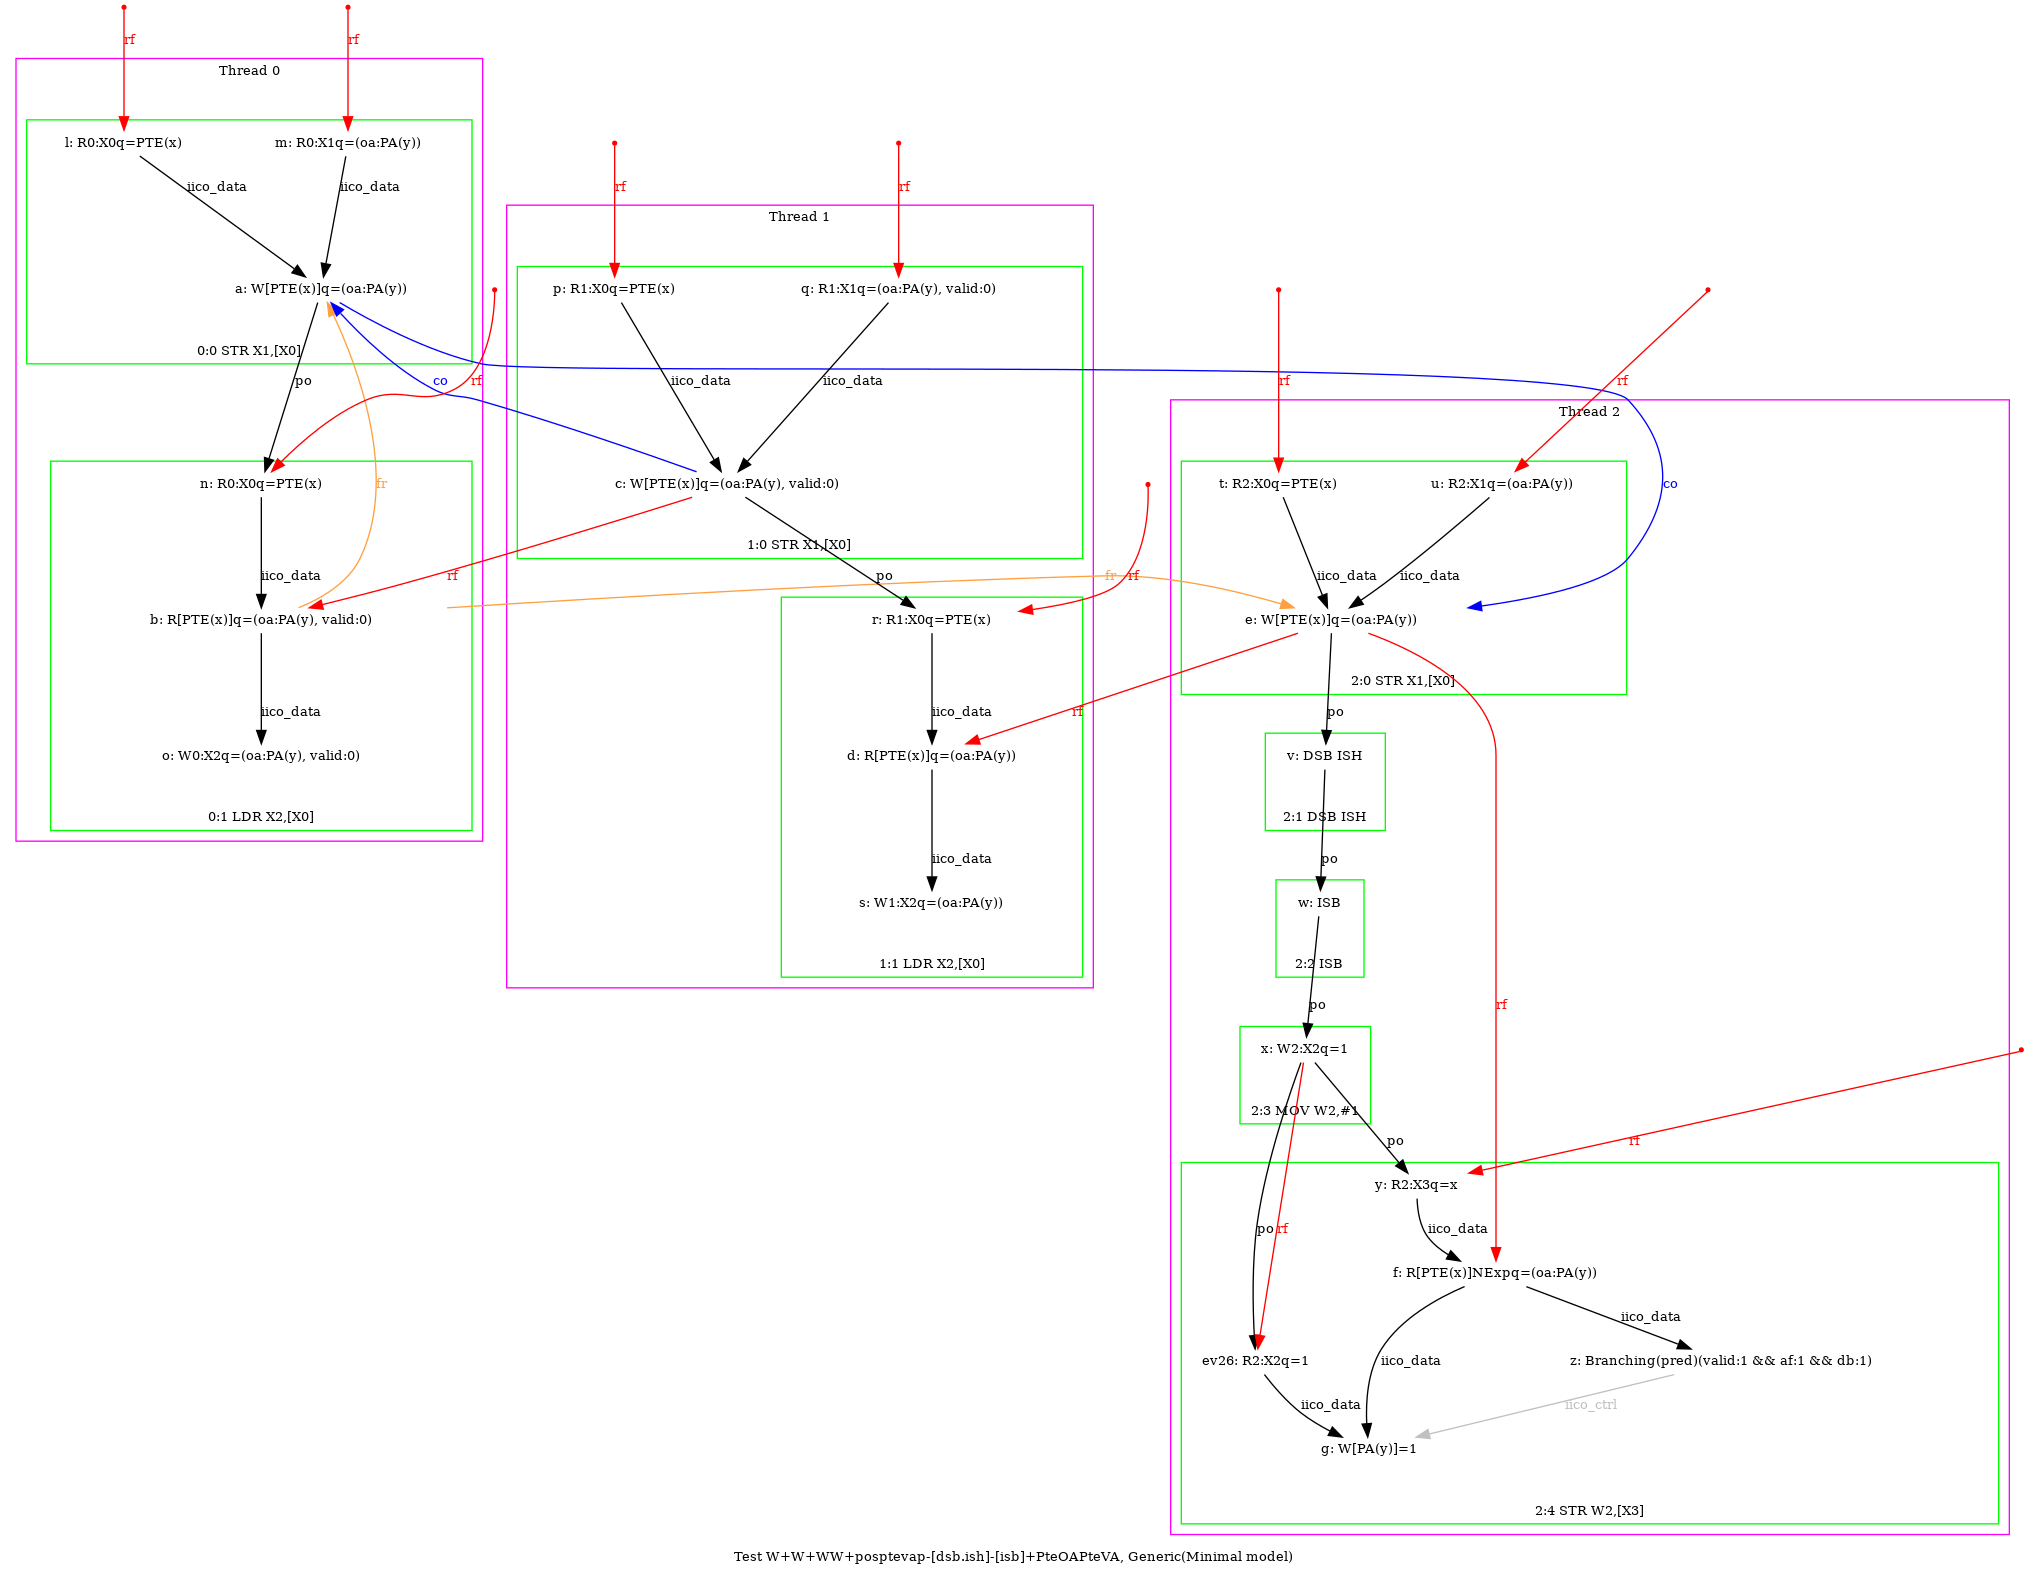 rf
rf
Thread 0
l: R0:X0q=PTE(x)
m: R0:X1q=(oa:PA(y))
iico_data
iico_data
a: W[PTE(x)]q=(oa:PA(y))
0:0 STR X1,[X0]
po
co
rf
n: R0:X0q=PTE(x)
fr
iico_data
rf
b: R[PTE(x)]q=(oa:PA(y), valid:0)
iico_data
o: W0:X2q=(oa:PA(y), valid:0)
0:1 LDR X2,[X0]
rf
rf
Thread 1
p: R1:X0q=PTE(x)
q: R1:X1q=(oa:PA(y), valid:0)
iico_data
iico_data
c: W[PTE(x)]q=(oa:PA(y), valid:0)
1:0 STR X1,[X0]
po
fr
rf
r: R1:X0q=PTE(x)
iico_data
rf
d: R[PTE(x)]q=(oa:PA(y))
iico_data
s: W1:X2q=(oa:PA(y))
1:1 LDR X2,[X0]
rf
rf
Thread 2
t: R2:X0q=PTE(x)
u: R2:X1q=(oa:PA(y))
co
iico_data
iico_data
e: W[PTE(x)]q=(oa:PA(y))
2:0 STR X1,[X0]
po
v: DSB ISH
2:1 DSB ISH
po
w: ISB
2:2 ISB
po
rf
x: W2:X2q=1
2:3 MOV W2,#1
po
rf
y: R2:X3q=x
po
rf
iico_data
f: R[PTE(x)]NExpq=(oa:PA(y))
iico_data
ev26: R2:X2q=1
iico_data
z: Branching(pred)(valid:1 && af:1 && db:1)
iico_data
iico_ctrl
g: W[PA(y)]=1
2:4 STR W2,[X3]
Test W+W+WW+posptevap-[dsb.ish]-[isb]+PteOAPteVA, Generic(Minimal model)